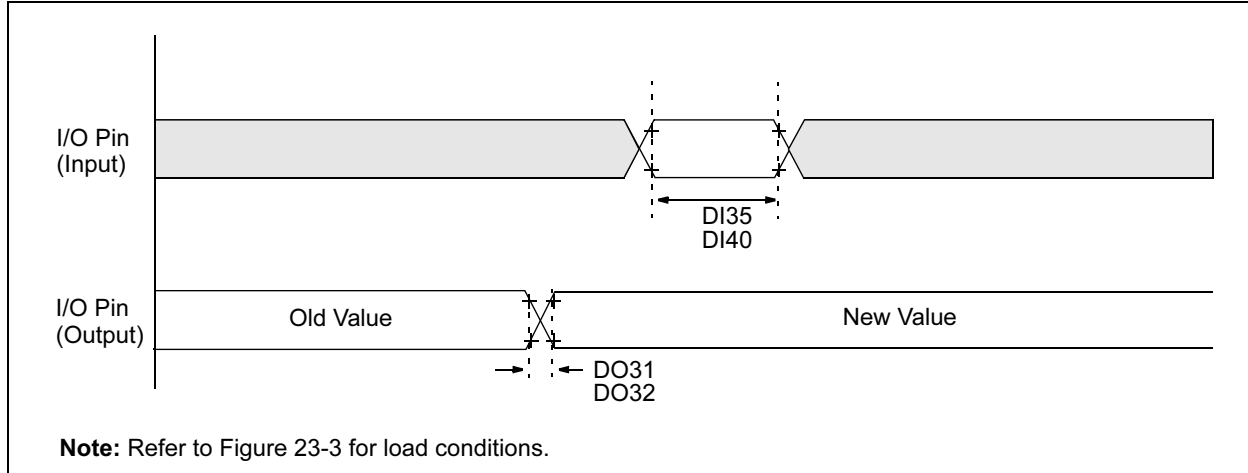 I/O Pin
(Input)
DI35
DI40
I/O Pin
(Output)
Old Value
New Value
DO31
DO32
Note: Refer to Figure 23-3 for load conditions.